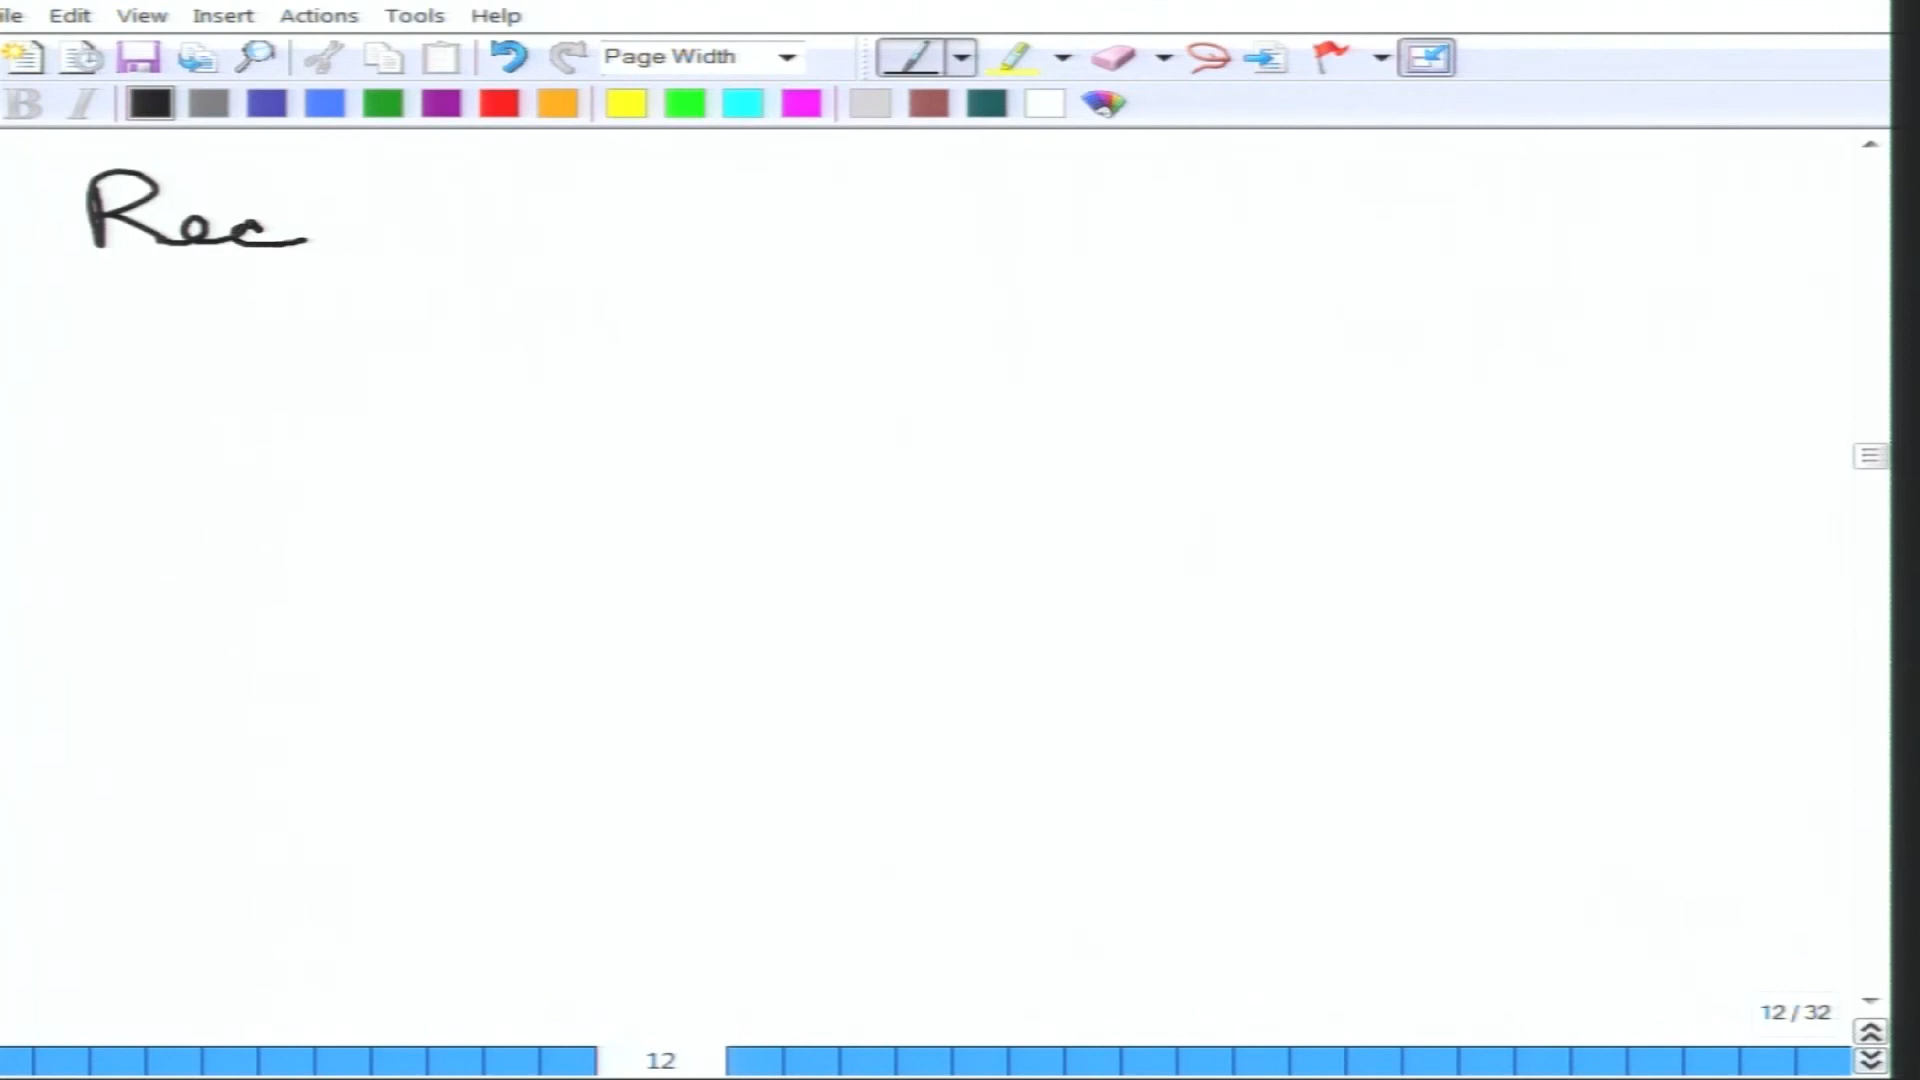 ile Edit View Insert Actions Tools Help
Page Width
B I
Rec
12 / 32
12